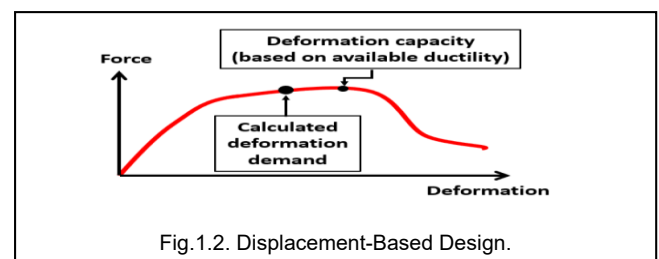 Deformation capacity
(based on available ductility)
Force
Calculated
deformation
demand
Deformation
Fig.1.2. Displacement-Based Design.